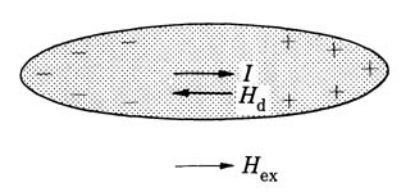 − − − + + +
I
H_d
− − − + +
H_ex